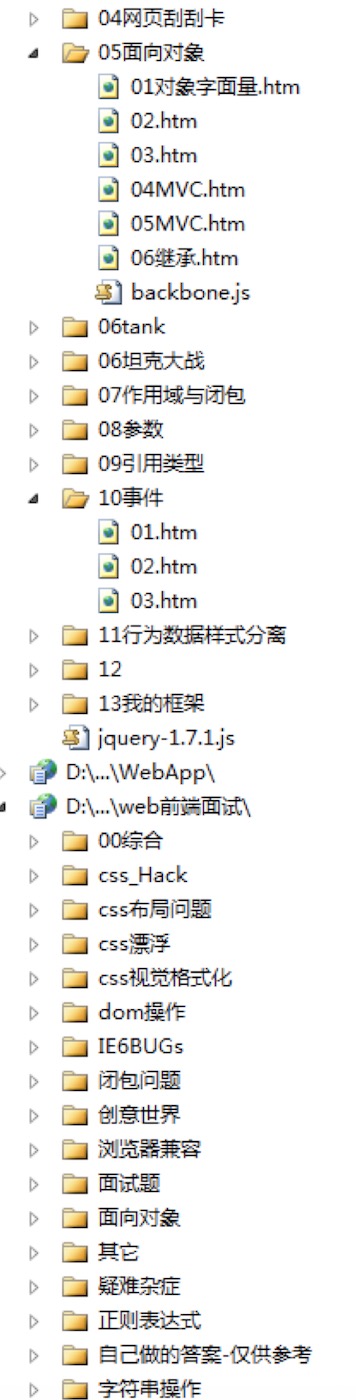 04网页刮刮卡
05面向对象
01对象字面量.htm
02.htm
03.htm
04MVC.htm
05MVC.htm
06继承.htm
backbone.js
06tank
06坦克大战
07作用域与闭包
08参数
09引用类型
10事件
01.htm
02.htm
03.htm
11行为数据样式分离
12
13我的框架
jquery-1.7.1.js
D:\...\WebApp\
D:\...\web前端面试\
00综合
css_Hack
css布局问题
css漂浮
css视觉格式化
dom操作
IE6BUGs
闭包问题
创意世界
浏览器兼容
面试题
面向对象
其它
疑难杂症
正则表达式
自己做的答案-仅供参考
字符串操作